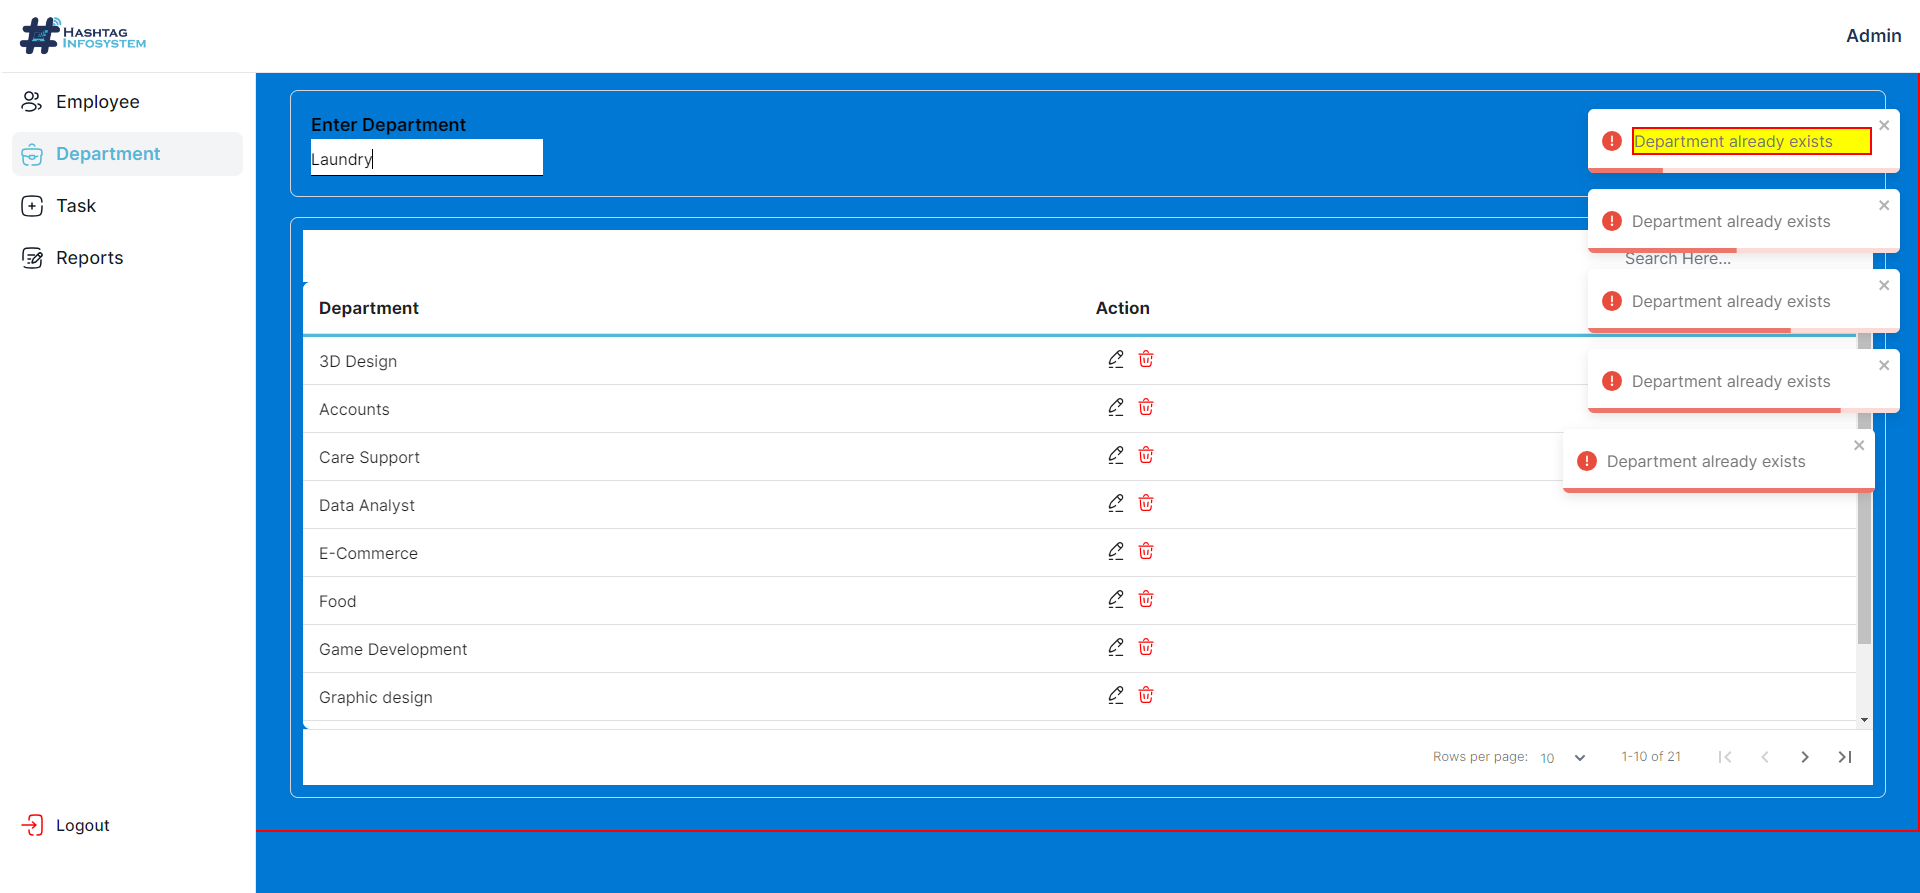 HASHTAG
INFOSYSTEM
Admin
Employee
Department
Task
Reports
Logout
Enter Department
Laundry
Department already exists
Department already exists
Search Here...
Department already exists
Department already exists
Department already exists
Department Action
3D Design
Accounts
Care Support
Data Analyst
E-Commerce
Food
Game Development
Graphic design
Rows per page: 10 1-10 of 21